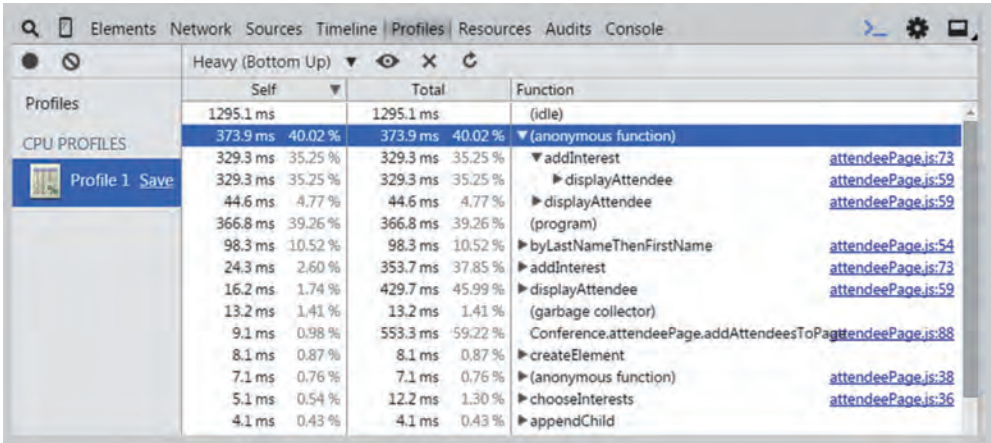 Elements Network Sources Timeline Profiles Resources Audits Console
Heavy (Bottom Up)
Profiles
CPU PROFILES
Profile 1 Save
Self Total Function
1295.1 ms 1295.1 ms (idle)
373.9 ms 40.02 % 373.9 ms 40.02 % (anonymous function)
329.3 ms 35.25 % 329.3 ms 35.25 % addInterest attendeePage.js:73
329.3 ms 35.25 % 329.3 ms 35.25 % displayAttendee attendeePage.js:59
44.6 ms 4.77 % 44.6 ms 4.77 % displayAttendee attendeePage.js:59
366.8 ms 39.26 % 366.8 ms 39.26 % (program)
98.3 ms 10.52 % 98.3 ms 10.52 % byLastNameThenFirstName attendeePage.js:54
24.3 ms 2.60 % 353.7 ms 37.85 % addInterest attendeePage.js:73
16.2 ms 1.74 % 429.7 ms 45.99 % displayAttendee attendeePage.js:59
13.2 ms 1.41 % 13.2 ms 1.41 % (garbage collector)
9.1 ms 0.98 % 553.3 ms 59.22 % Conference.attendeePage.addAttendeesToPage attendeePage.js:88
8.1 ms 0.87 % 8.1 ms 0.87 % createElement
7.1 ms 0.76 % 7.1 ms 0.76 % (anonymous function) attendeePage.js:38
5.1 ms 0.54 % 12.2 ms 1.30 % chooseInterests attendeePage.js:36
4.1 ms 0.43 % 4.1 ms 0.43 % appendChild